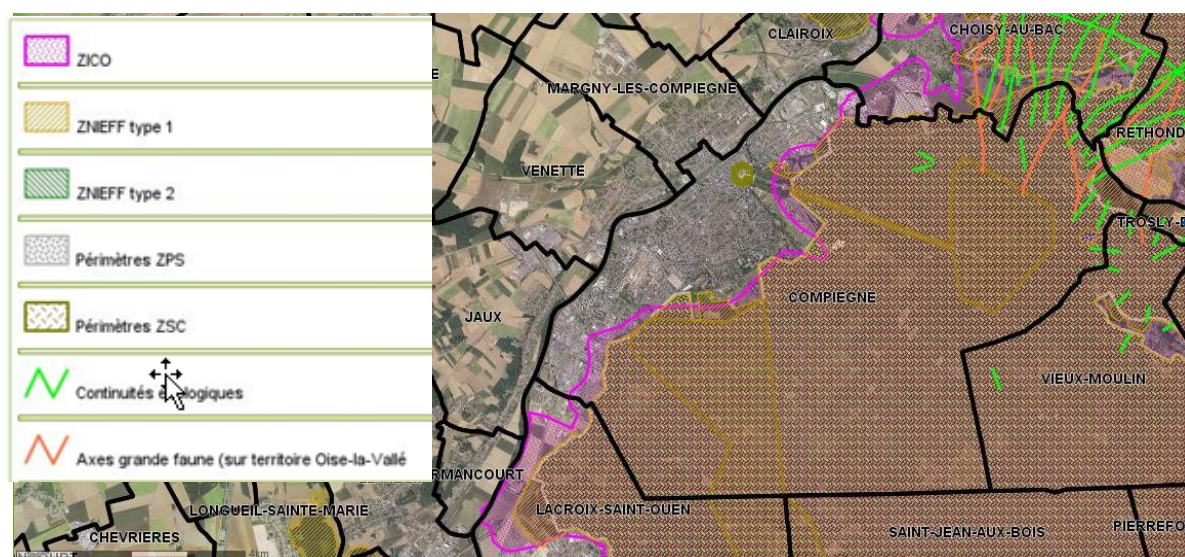 ZICO
ZNIEFF type 1
ZNIEFF type 2
Périmètres ZPS
Périmètres ZSC
Continuités
Axes grande faune (sur territoire Oise-la-Vallé
CLAIROIX
CHOISY-AU-BAC
MARGNY-LES-COMPIEGNE
RETHOND
VENETTE
TROSLY-B
COMPIEGNE
JAUX
VIEUX-MOULIN
RMANCOURT
LONGUEIL-SAINTE-MARIE
LACROIX-SAINT-OUEN
CHEVRIERES
SAINT-JEAN-AUX-BOIS
PIERREFO
4km